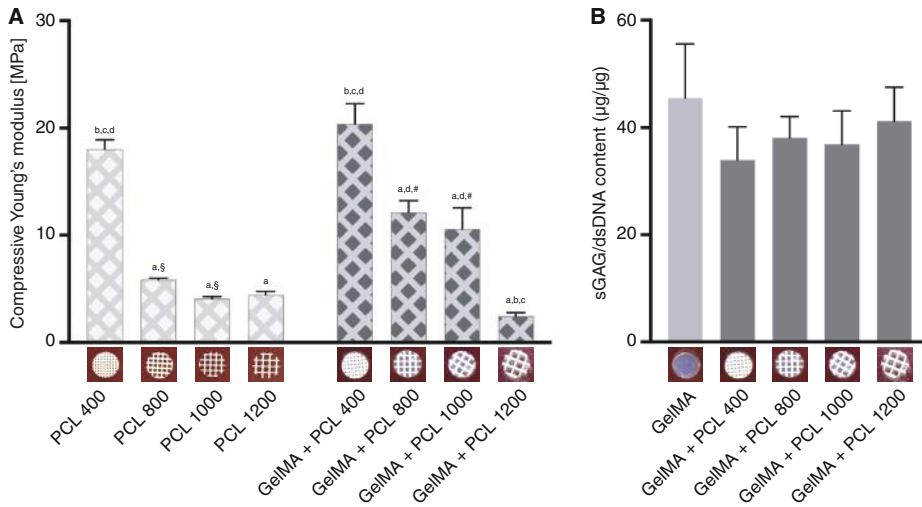 A
Compressive Young's modulus [MPa]
30
20
10
0
b,c,d
a,§
a,§
a
b,c,d
a,d,#
a,d,#
a,b,c
PCL 400
PCL 800
PCL 1000
PCL 1200
GelMA + PCL 400
GelMA + PCL 800
GelMA + PCL 1000
GelMA + PCL 1200
B
sGAG/dsDNA content (µg/µg)
60
40
20
0
GelMA
GelMA + PCL 400
GelMA + PCL 800
GelMA + PCL 1000
GelMA + PCL 1200